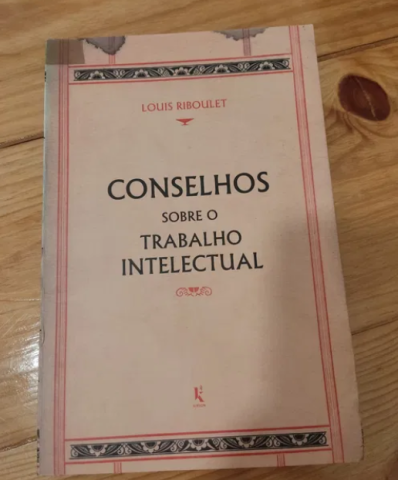 LOUIS RIBOULET
CONSELHOS
SOBRE O
TRABALHO
INTELECTUAL